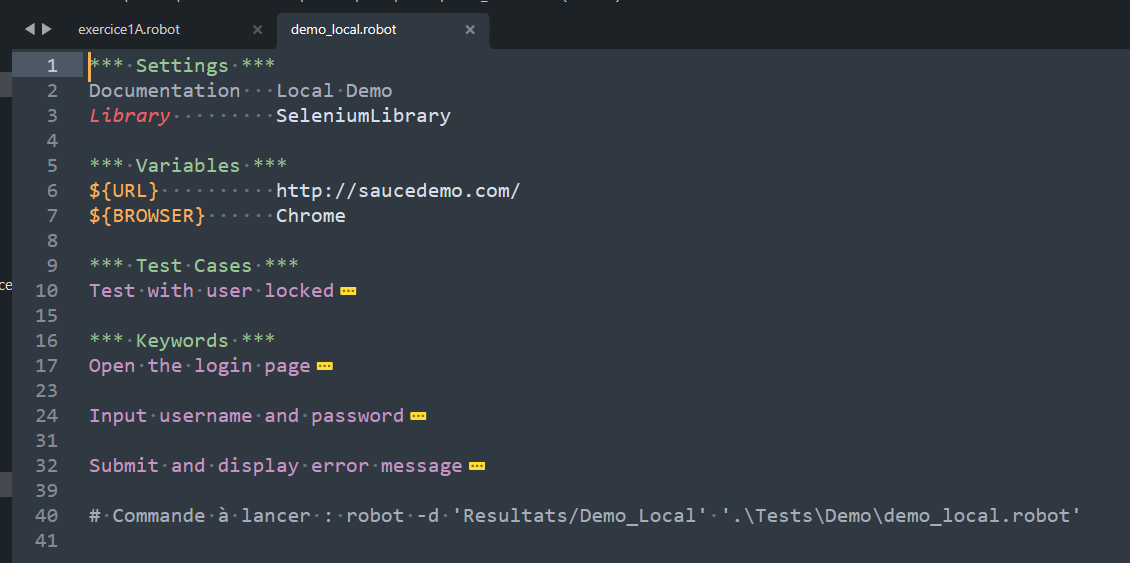 exercice1A.robot
demo_local.robot
1 *** Settings ***
2 Documentation Local Demo
3 Library SeleniumLibrary
4
5 *** Variables ***
6 ${URL} http://saucedemo.com/
7 ${BROWSER} Chrome
8
9 *** Test Cases ***
10 Test with user locked
15
16 *** Keywords ***
17 Open the login page
23
24 Input username and password
31
32 Submit and display error message
39
40 # Commande à lancer : robot -d 'Resultats/Demo_Local' '.\Tests\Demo\demo_local.robot'
41